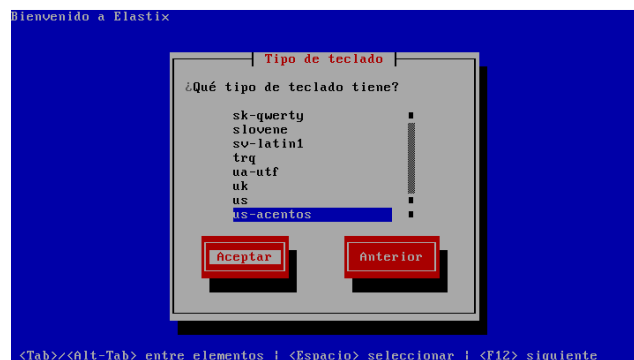 Bienvenido a Elastix
Tipo de teclado
¿Qué tipo de teclado tiene?
sk-qwerty
slovene
sv-latin1
trq
ua-utf
uk
us
us-acentos
Aceptar
Anterior
<Tab>/<Alt-Tab> entre elementos | <Espacio> seleccionar | <F12> siguiente